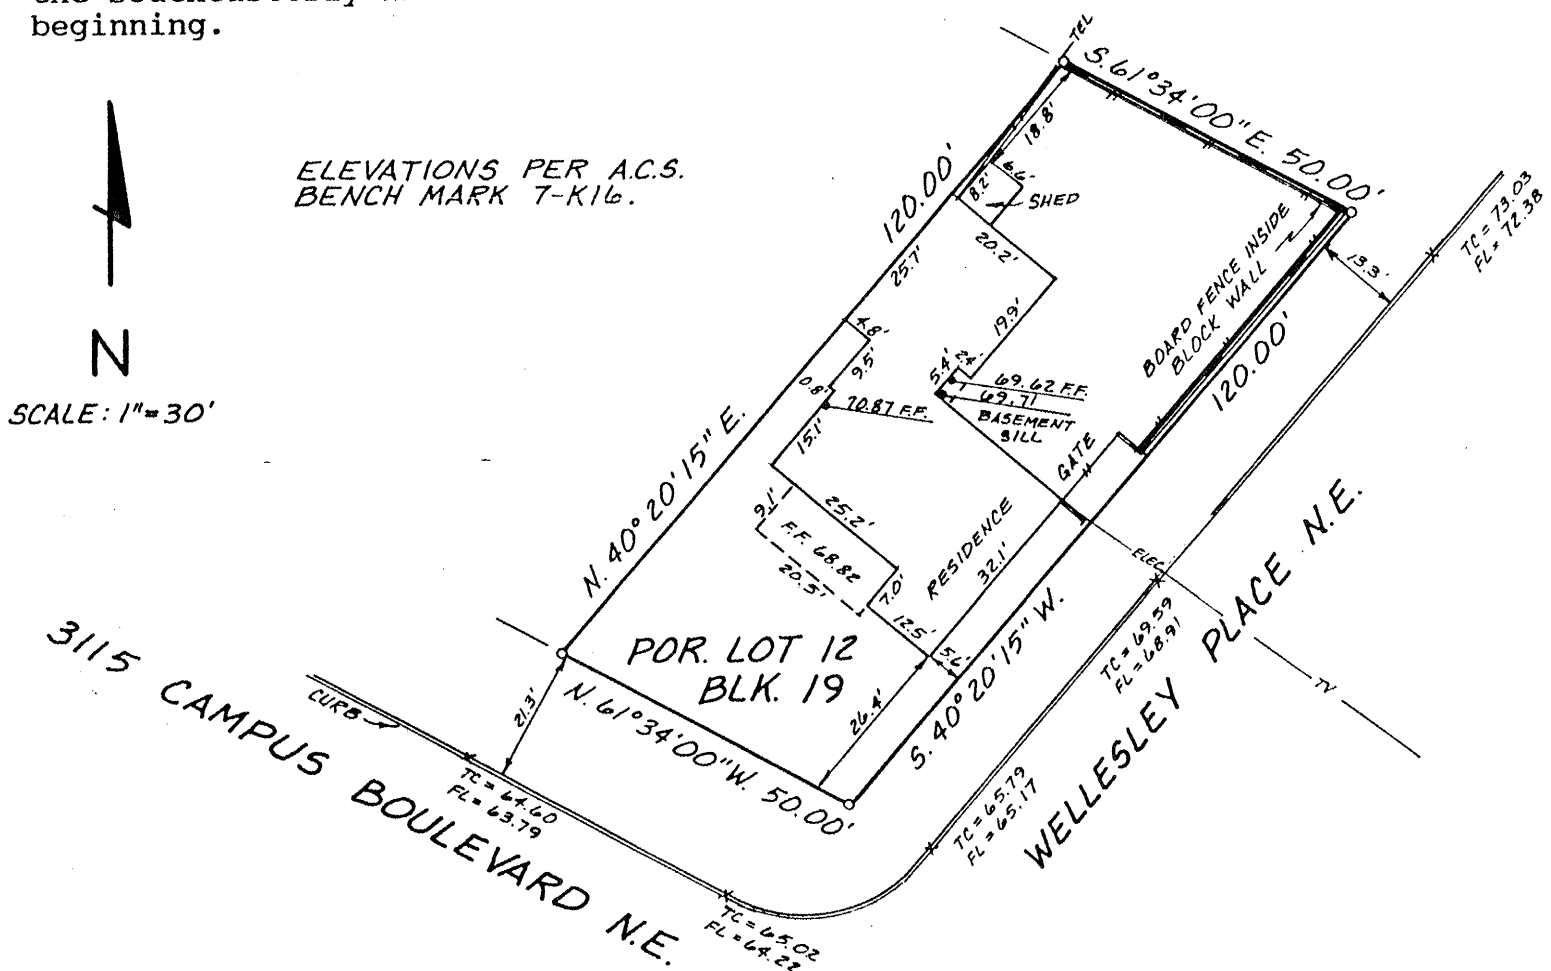 beginning.
TEL
S. 61° 34' 00" E. 50.00'
ELEVATIONS PER A.C.S.
BENCH MARK 7-K16.
N
SCALE: 1"=30'
120.00'
18.8'
6.6'
8.2'
SHED
20.2'
25.7'
4.8'
9.5'
0.8'
19.9'
2.4'
5.4'
69.62 F.F.
69.71
BASEMENT
SILL
70.87 F.F.
15.1'
BOARD FENCE INSIDE
BLOCK WALL
13.3'
TC = 73.03
FL = 72.38
120.00'
GATE
N. 40° 20' 15" E.
25.2'
9.1'
F.F. 68.82
20.5'
7.0'
12.5'
RESIDENCE
32.1'
ELEC.
5.6'
S. 40° 20' 15" W.
POR. LOT 12
BLK. 19
26.4'
N. 61° 34' 00" W. 50.00'
21.3'
CURB
3115 CAMPUS BOULEVARD N.E.
WELLESLEY PLACE N.E.
TV
TC = 69.59
FL = 68.91
TC = 65.79
FL = 65.17
TC = 64.60
FL = 63.79
TC = 65.02
FL = 64.22